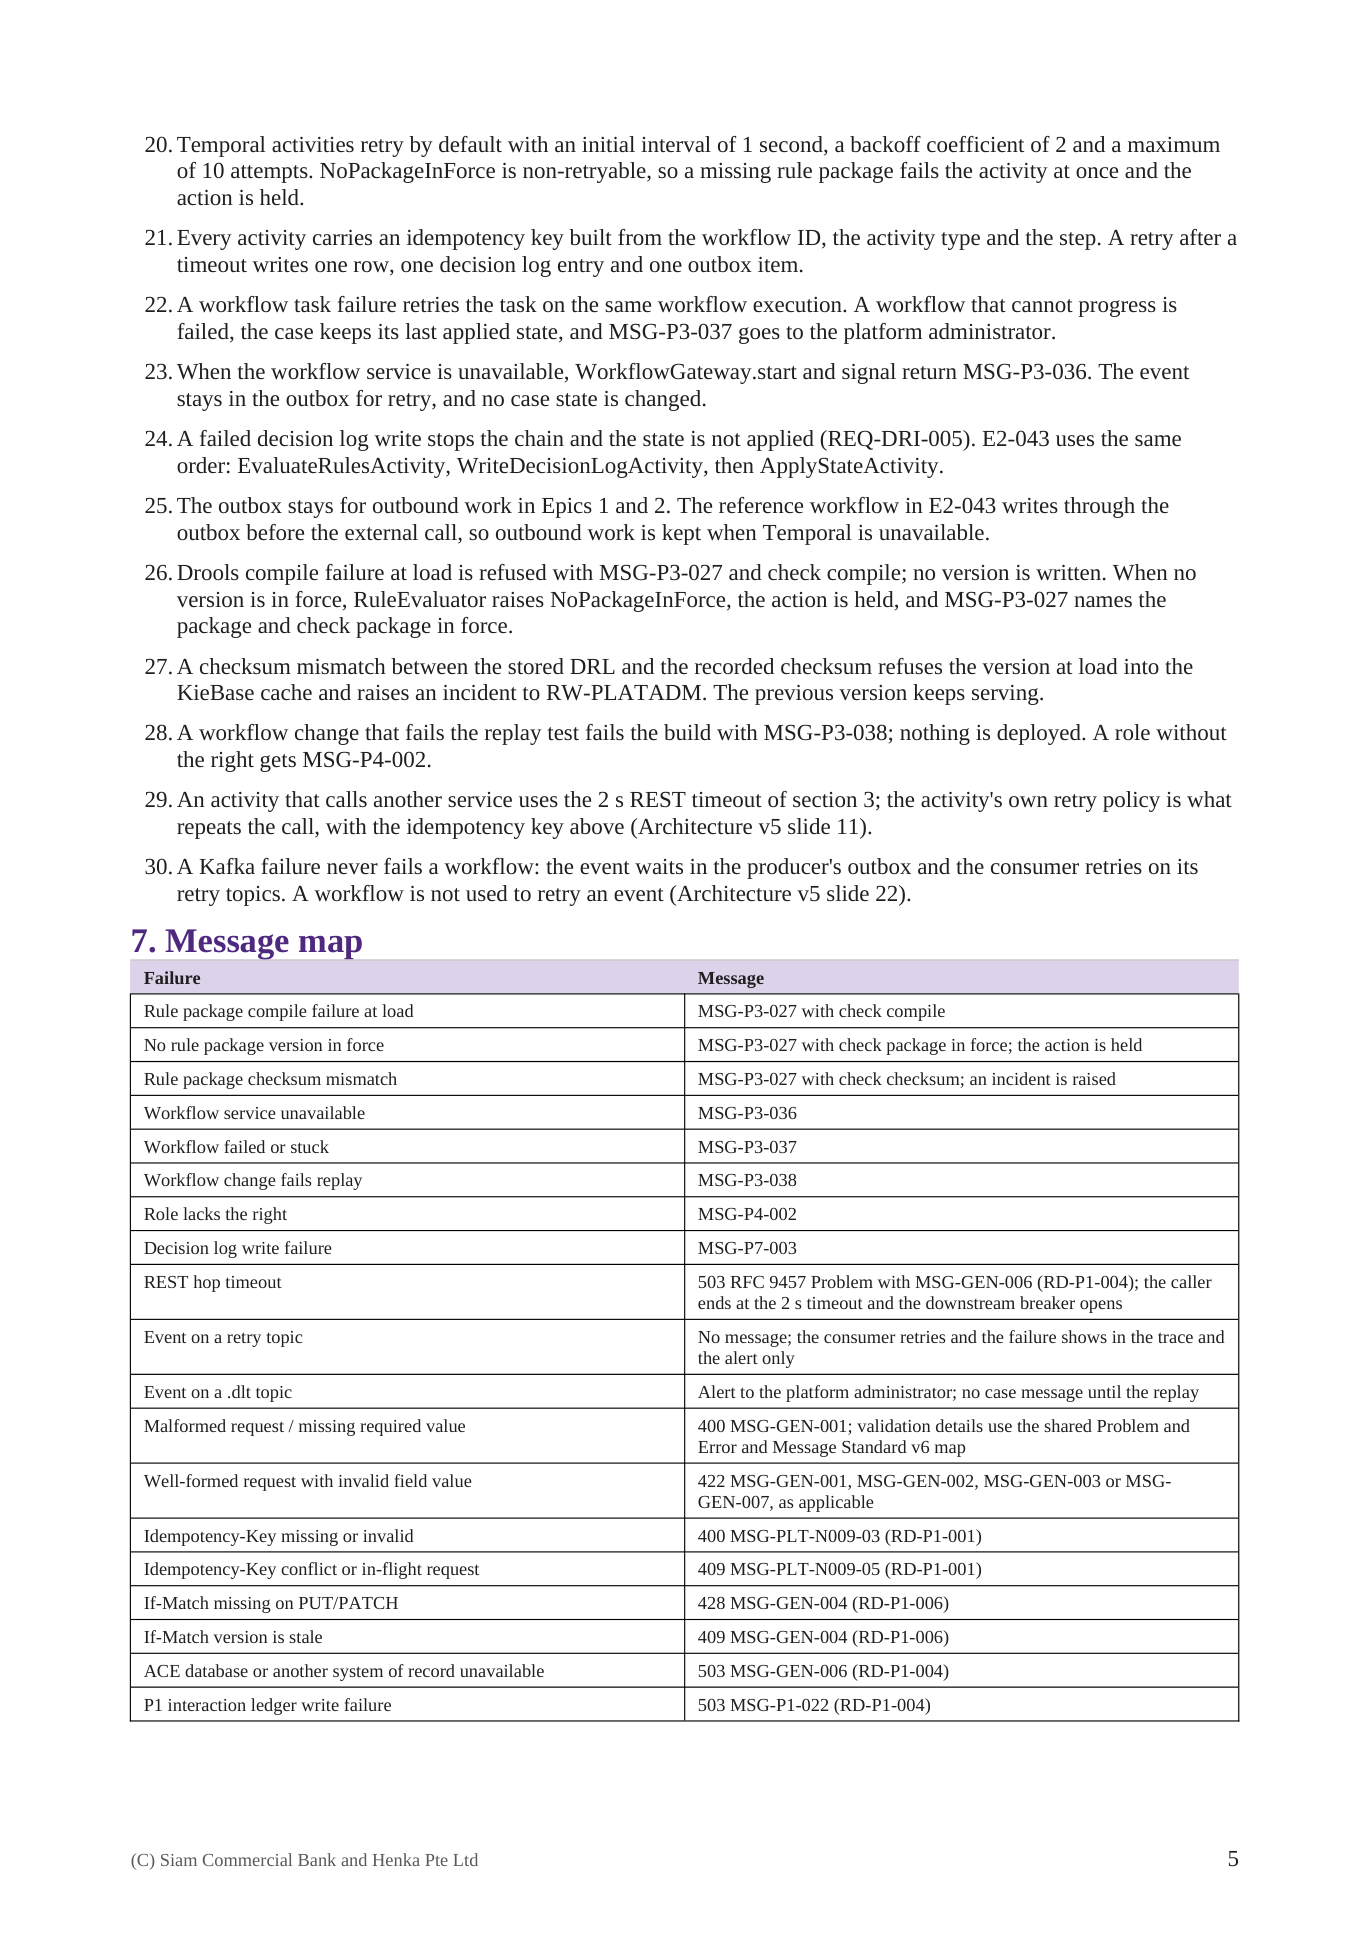 20. Temporal activities retry by default with an initial interval of 1 second, a backoff coefficient of 2 and a maximum
of 10 attempts. NoPackageInForce is non-retryable, so a missing rule package fails the activity at once and the
action is held.
21. Every activity carries an idempotency key built from the workflow ID, the activity type and the step. A retry after a
timeout writes one row, one decision log entry and one outbox item.
22. A workflow task failure retries the task on the same workflow execution. A workflow that cannot progress is
failed, the case keeps its last applied state, and MSG-P3-037 goes to the platform administrator.
23. When the workflow service is unavailable, WorkflowGateway.start and signal return MSG-P3-036. The event
stays in the outbox for retry, and no case state is changed.
24. A failed decision log write stops the chain and the state is not applied (REQ-DRI-005). E2-043 uses the same
order: EvaluateRulesActivity, WriteDecisionLogActivity, then ApplyStateActivity.
25. The outbox stays for outbound work in Epics 1 and 2. The reference workflow in E2-043 writes through the
outbox before the external call, so outbound work is kept when Temporal is unavailable.
26. Drools compile failure at load is refused with MSG-P3-027 and check compile; no version is written. When no
version is in force, RuleEvaluator raises NoPackageInForce, the action is held, and MSG-P3-027 names the
package and check package in force.
27. A checksum mismatch between the stored DRL and the recorded checksum refuses the version at load into the
KieBase cache and raises an incident to RW-PLATADM. The previous version keeps serving.
28. A workflow change that fails the replay test fails the build with MSG-P3-038; nothing is deployed. A role without
the right gets MSG-P4-002.
29. An activity that calls another service uses the 2 s REST timeout of section 3; the activity's own retry policy is what
repeats the call, with the idempotency key above (Architecture v5 slide 11).
30. A Kafka failure never fails a workflow: the event waits in the producer's outbox and the consumer retries on its
retry topics. A workflow is not used to retry an event (Architecture v5 slide 22).
7. Message map
Failure Message
Rule package compile failure at load MSG-P3-027 with check compile
No rule package version in force MSG-P3-027 with check package in force; the action is held
Rule package checksum mismatch MSG-P3-027 with check checksum; an incident is raised
Workflow service unavailable MSG-P3-036
Workflow failed or stuck MSG-P3-037
Workflow change fails replay MSG-P3-038
Role lacks the right MSG-P4-002
Decision log write failure MSG-P7-003
REST hop timeout 503 RFC 9457 Problem with MSG-GEN-006 (RD-P1-004); the caller
ends at the 2 s timeout and the downstream breaker opens
Event on a retry topic No message; the consumer retries and the failure shows in the trace and
the alert only
Event on a .dlt topic Alert to the platform administrator; no case message until the replay
Malformed request / missing required value 400 MSG-GEN-001; validation details use the shared Problem and
Error and Message Standard v6 map
Well-formed request with invalid field value 422 MSG-GEN-001, MSG-GEN-002, MSG-GEN-003 or MSG-
GEN-007, as applicable
Idempotency-Key missing or invalid 400 MSG-PLT-N009-03 (RD-P1-001)
Idempotency-Key conflict or in-flight request 409 MSG-PLT-N009-05 (RD-P1-001)
If-Match missing on PUT/PATCH 428 MSG-GEN-004 (RD-P1-006)
If-Match version is stale 409 MSG-GEN-004 (RD-P1-006)
ACE database or another system of record unavailable 503 MSG-GEN-006 (RD-P1-004)
P1 interaction ledger write failure 503 MSG-P1-022 (RD-P1-004)
(C) Siam Commercial Bank and Henka Pte Ltd 5